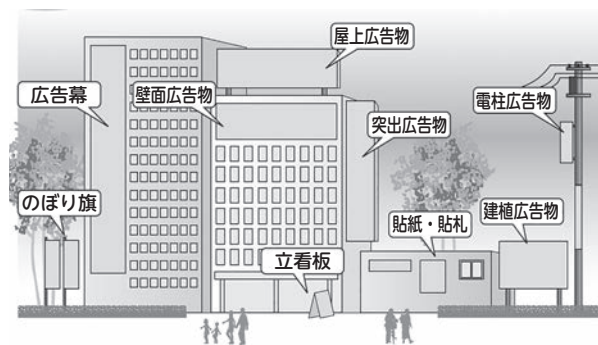 屋上広告物
広告幕
壁面広告物
電柱広告物
突出広告物
のぼり旗
貼紙・貼札
建植広告物
立看板